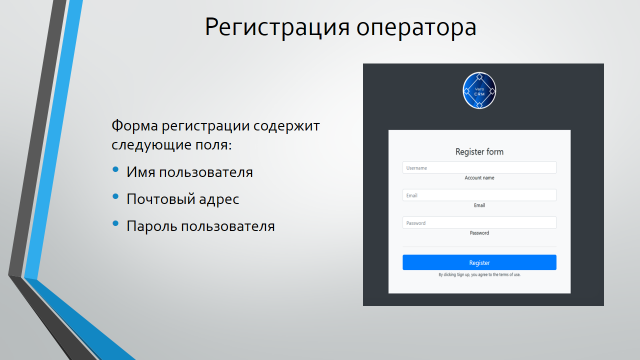 Регистрация оператора
Форма регистрации содержит
следующие поля:
Имя пользователя
Почтовый адрес
Пароль пользователя
CRM
Register form
Username
Account name
Email
Email
Password
Password
Register
By clicking Sign up, you agree to the terms of use.